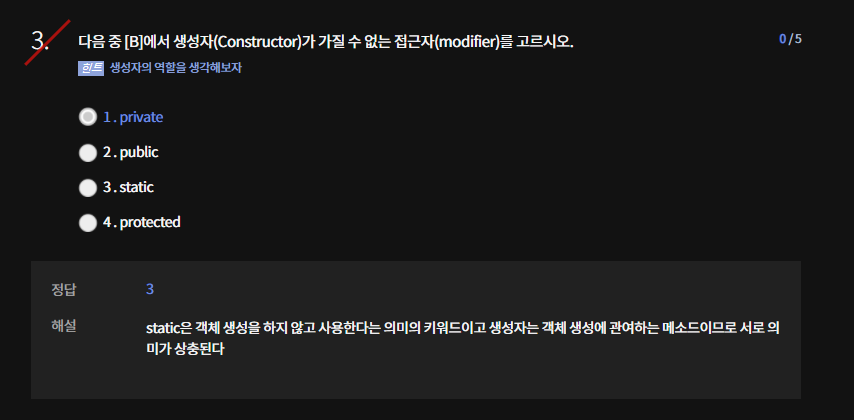 3. 다음 중 [B]에서 생성자(Constructor)가 가질 수 없는 접근자(modifier)를 고르시오. 0/5
힌트 생성자의 역할을 생각해보자
1. private
2. public
3. static
4. protected
정답 3
해설 static은 객체 생성을 하지 않고 사용한다는 의미의 키워드이고 생성자는 객체 생성에 관여하는 메소드이므로 서로 의
미가 상충된다